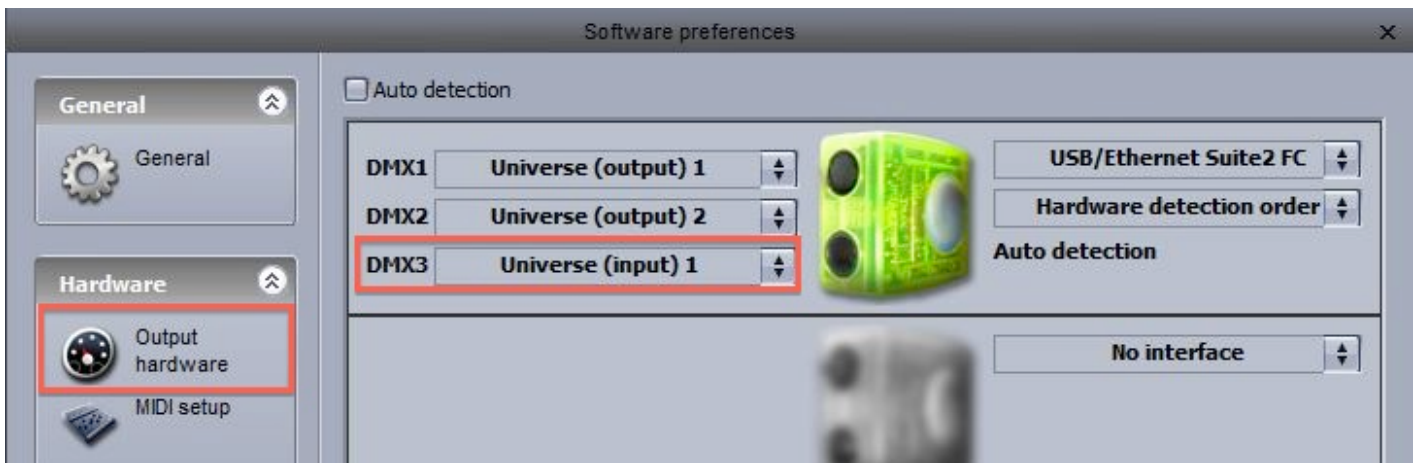 Software preferences
General
General
Hardware
Output
hardware
MIDI setup
Auto detection
DMX1 Universe (output) 1
DMX2 Universe (output) 2
DMX3 Universe (input) 1
USB/Ethernet Suite2 FC
Hardware detection order
Auto detection
No interface